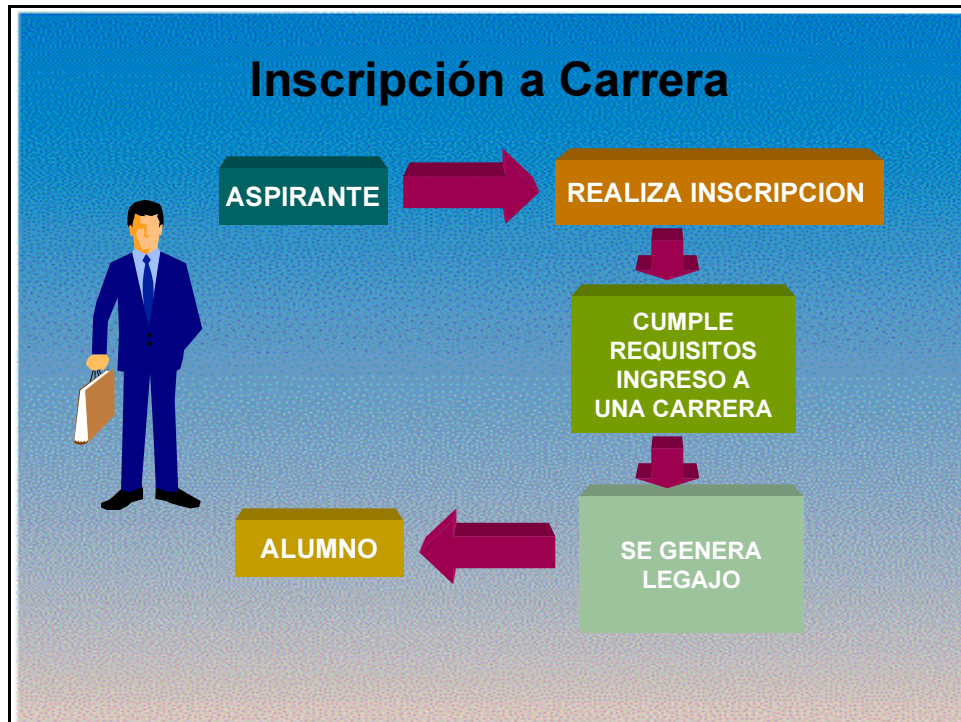 Inscripción a Carrera
ASPIRANTE
REALIZA INSCRIPCION
CUMPLE
REQUISITOS
INGRESO A
UNA CARRERA
SE GENERA
LEGAJO
ALUMNO